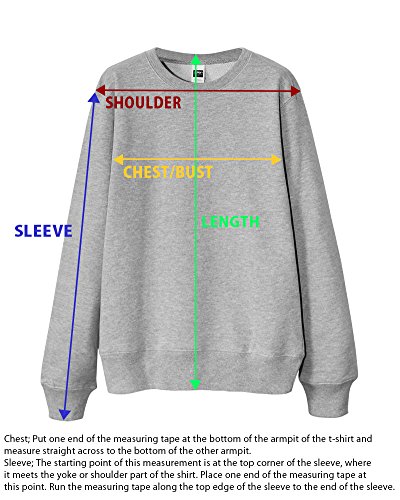 SHOULDER
CHEST/BUST
LENGTH
SLEEVE
Chest; Put one end of the measuring tape at the bottom of the armpit of the t-shirt and
measure straight across to the bottom of the other armpit.
Sleeve; The starting point of this measurement is at the top corner of the sleeve, where
it meets the yoke or shoulder part of the shirt. Place one end of the measuring tape at
this point. Run the measuring tape along the top edge of the sleeve to the end of the sleeve.